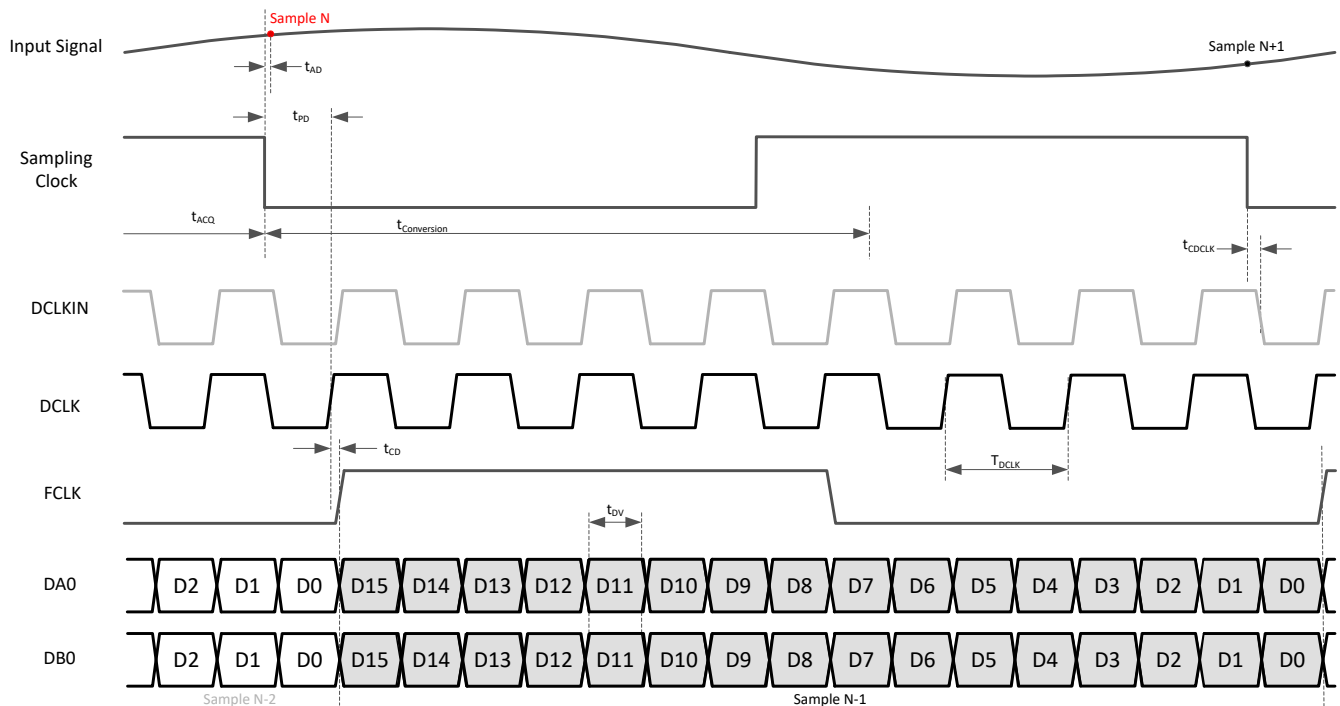 Sample N
Input Signal
Sample N+1
tAD
tPD
Sampling
Clock
tACQ
tConversion
tCDCLK
DCLKIN
DCLK
tCD
TDCLK
FCLK
tDV
DA0 D2 D1 D0 D15 D14 D13 D12 D11 D10 D9 D8 D7 D6 D5 D4 D3 D2 D1 D0
DB0 D2 D1 D0 D15 D14 D13 D12 D11 D10 D9 D8 D7 D6 D5 D4 D3 D2 D1 D0
Sample N-2 Sample N-1